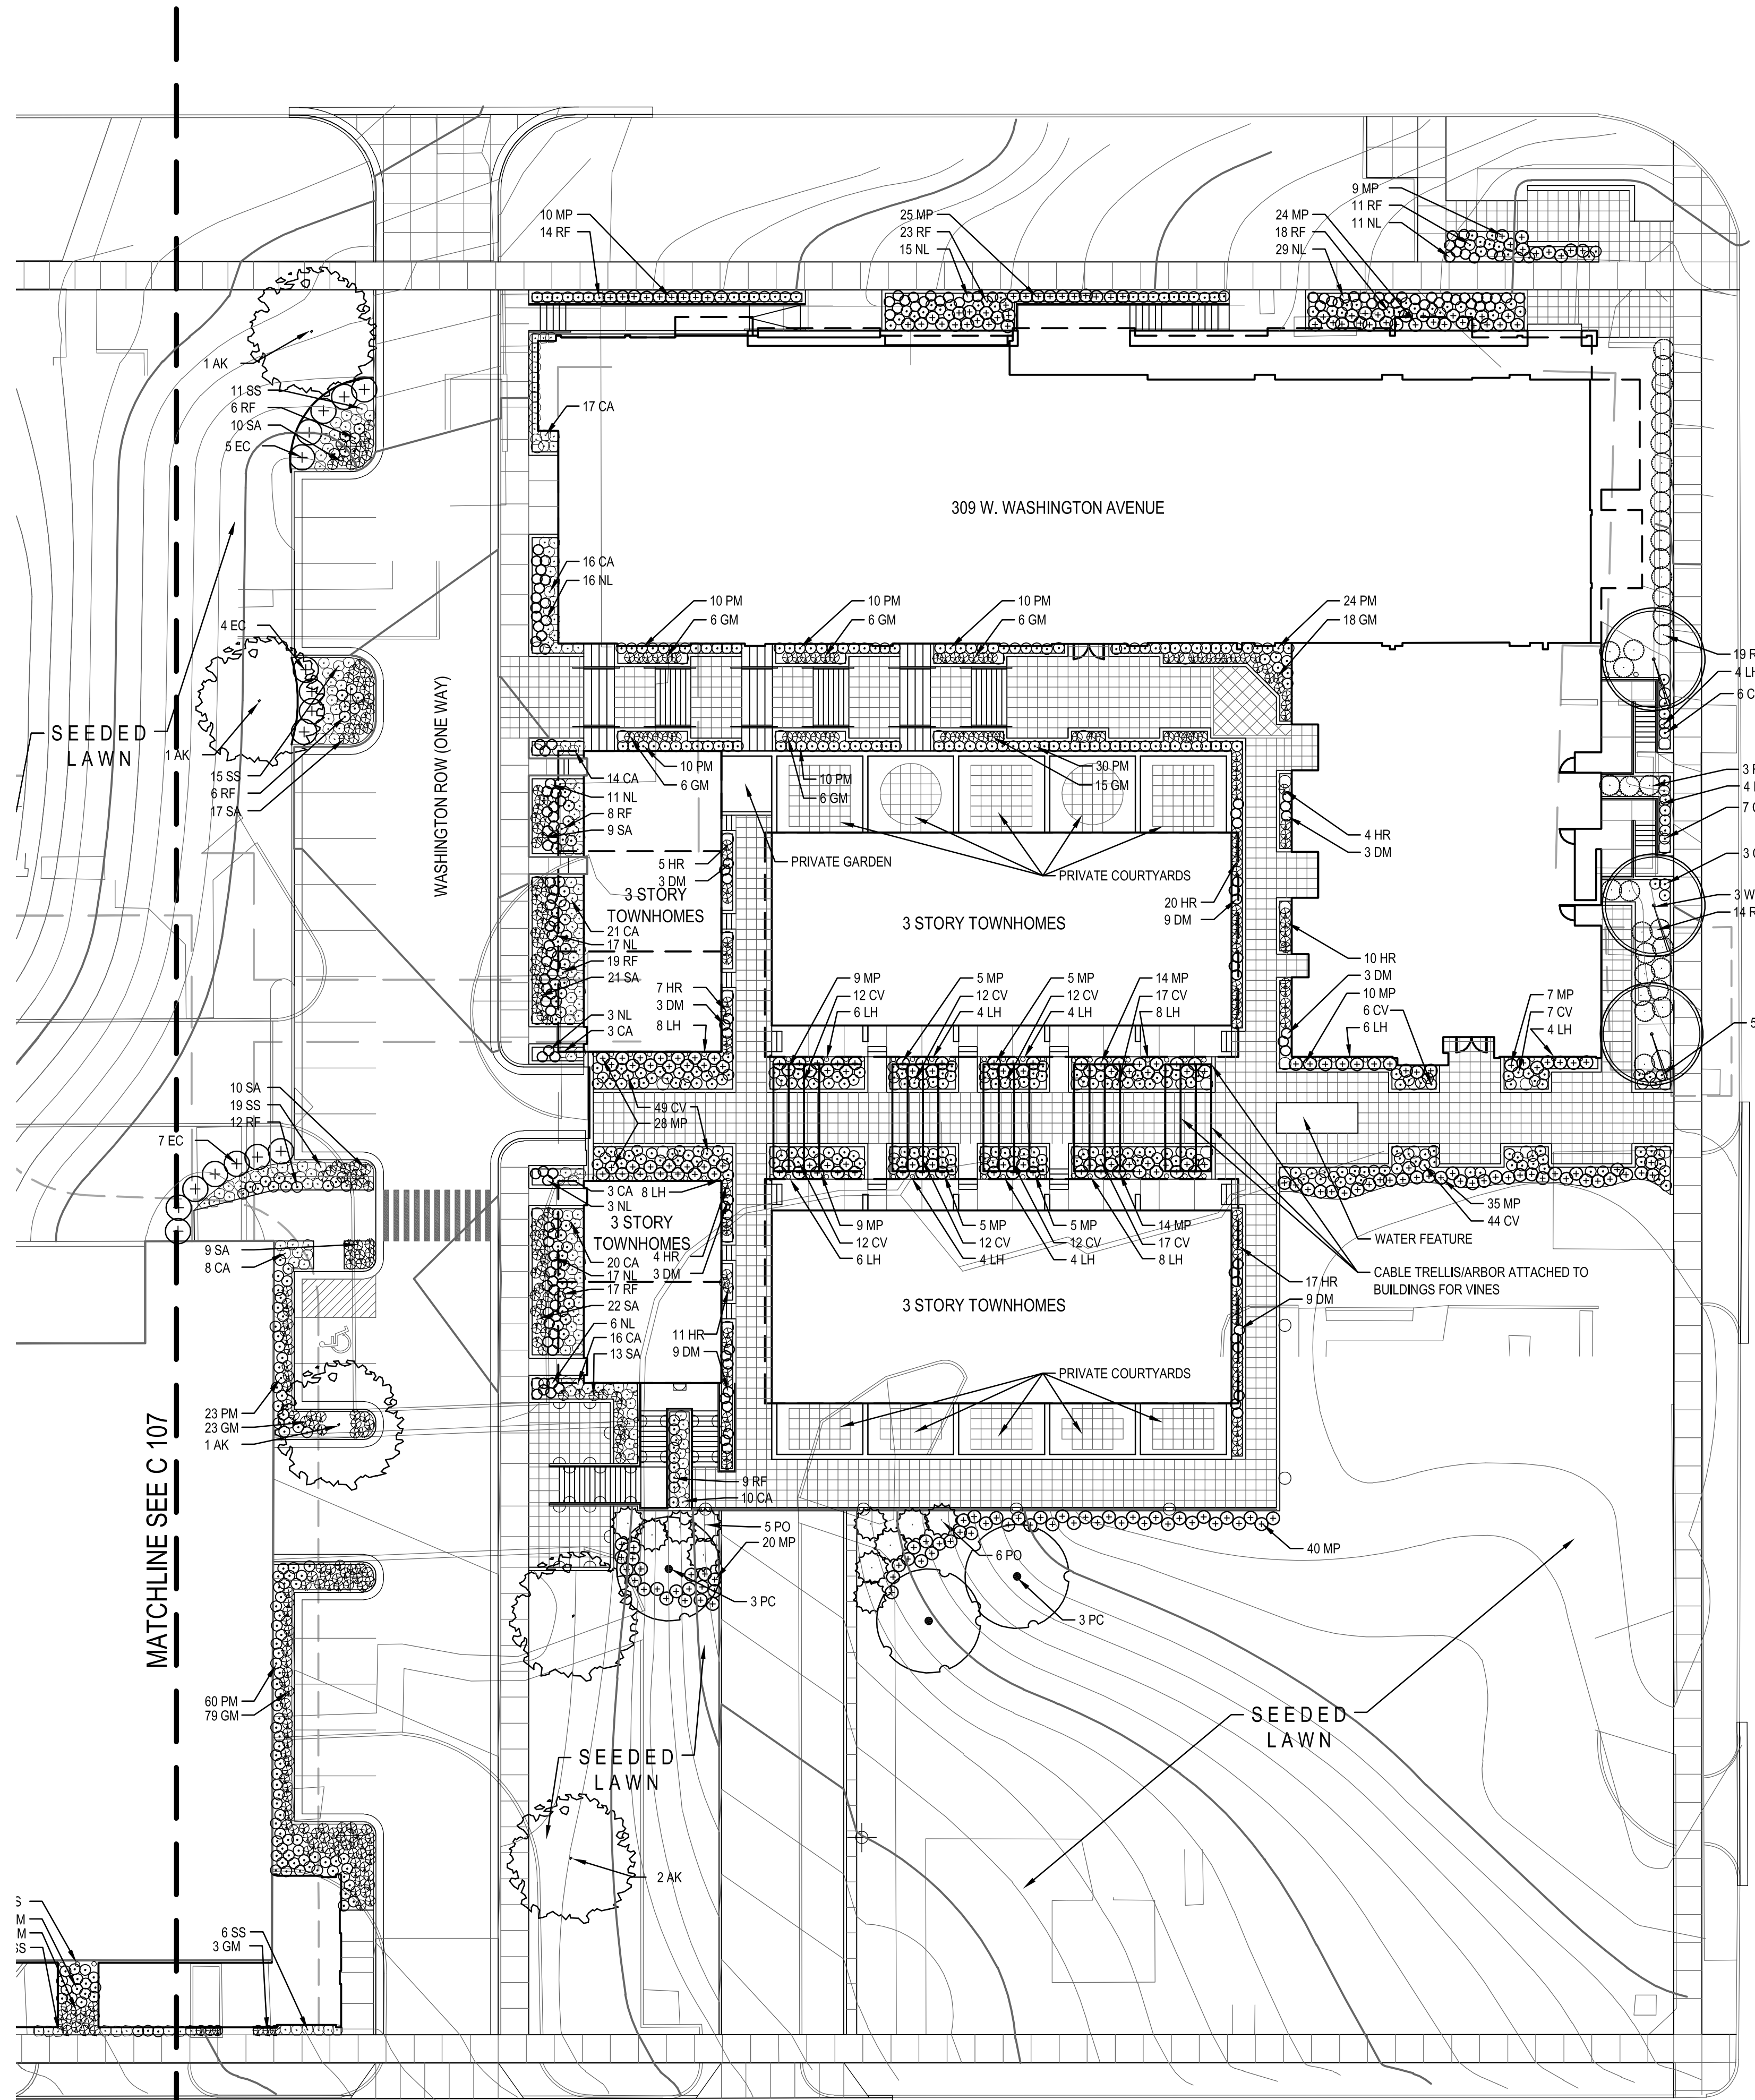 10 MP
14 RF
25 MP
23 RF
15 NL
24 MP
18 RF
29 NL
9 MP
11 RF
11 NL
1 AK
11 SS
6 RF
10 SA
5 EC
17 CA
309 W. WASHINGTON AVENUE
16 CA
16 NL
10 PM
6 GM
10 PM
6 GM
10 PM
6 GM
24 PM
18 GM
4 EC
SEEDED
LAWN
1 AK
15 SS
6 RF
17 SA
WASHINGTON ROW (ONE WAY)
14 CA
11 NL
8 RF
9 SA
10 PM
6 GM
10 PM
6 GM
30 PM
15 GM
4 HR
3 DM
PRIVATE GARDEN
PRIVATE COURTYARDS
5 HR
3 DM
3 STORY
TOWNHOMES
21 CA
17 NL
19 RF
21 SA
3 STORY TOWNHOMES
20 HR
9 DM
14 R
10 HR
3 DM
10 MP
6 CV
6 LH
7 MP
7 CV
4 LH
7 HR
3 DM
8 LH
3 NL
3 CA
9 MP
12 CV
6 LH
5 MP
12 CV
4 LH
5 MP
12 CV
4 LH
14 MP
17 CV
8 LH
10 SA
19 SS
12 RF
7 EC
49 CV
28 MP
3 CA
3 NL
8 LH
3 STORY
TOWNHOMES
4 HR
3 DM
20 CA
17 NL
17 RF
22 SA
6 NL
16 CA
13 SA
11 HR
9 DM
9 MP
12 CV
6 LH
5 MP
12 CV
4 LH
5 MP
12 CV
4 LH
14 MP
17 CV
8 LH
35 MP
44 CV
WATER FEATURE
CABLE TRELLIS/ARBOR ATTACHED TO
BUILDINGS FOR VINES
17 HR
9 DM
3 STORY TOWNHOMES
PRIVATE COURTYARDS
9 SA
8 CA
23 PM
23 GM
1 AK
MATCHLINE SEE C 107
9 RF
10 CA
5 PO
20 MP
3 PC
6 PO
3 PC
40 MP
60 PM
79 GM
SEEDED
LAWN
SEEDED
LAWN
2 AK
6 SS
3 GM